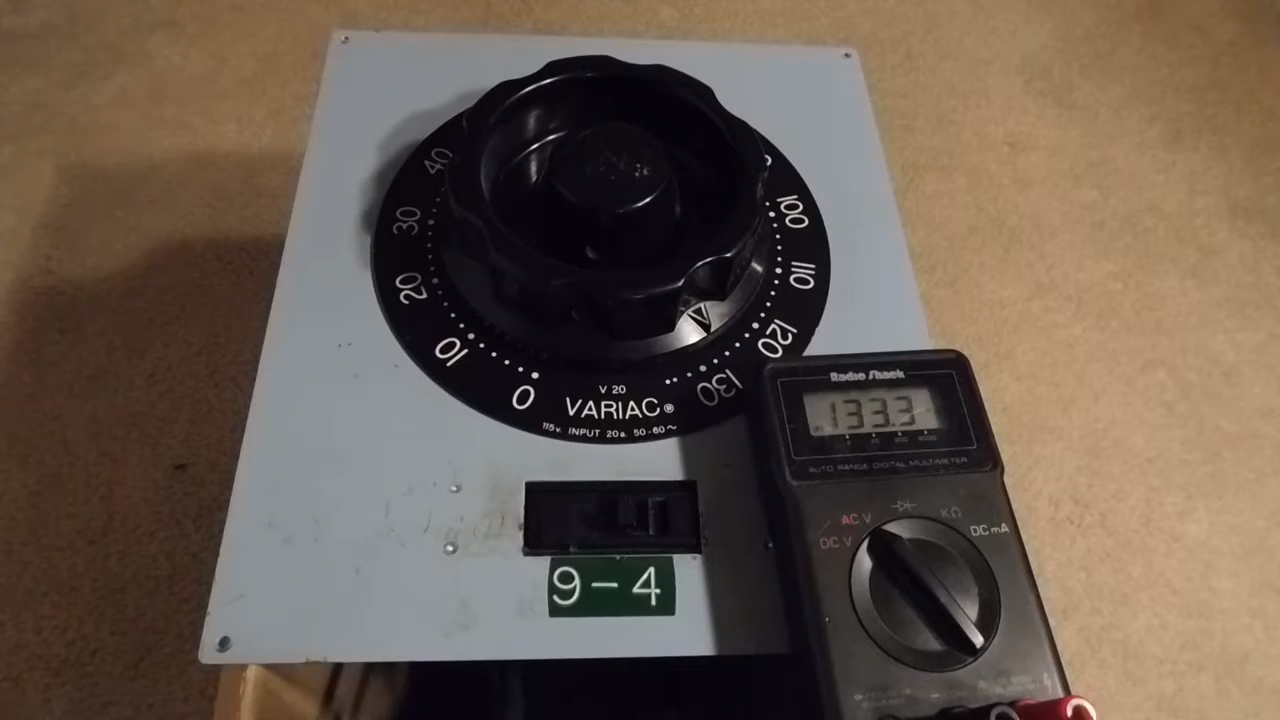 40
30
20
10
0
100
110
120
130
V 20
VARIAC®
115v. INPUT 20a. 50-60~
9-4
Radio Shack
133.3
AUTO RANGE DIGITAL MULTIMETER
AC V
KΩ
DC V
DC mA